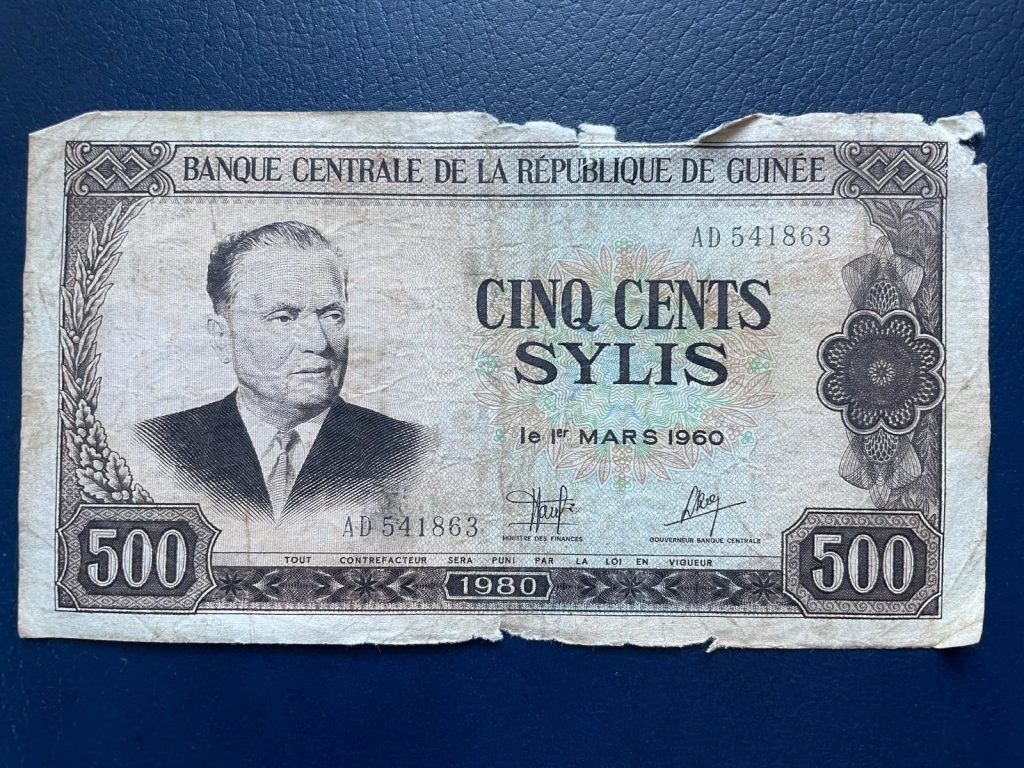 BANQUE CENTRALE DE LA RÉPUBLIQUE DE GUINÉE
AD 541863
CINQ CENTS
SYLIS
le 1er MARS 1960
AD 541863
MINISTRE DES FINANCES
GOUVERNEUR BANQUE CENTRALE
TOUT CONTREFACTEUR SERA PUNI PAR LA LOI EN VIGUEUR
500
1980
500